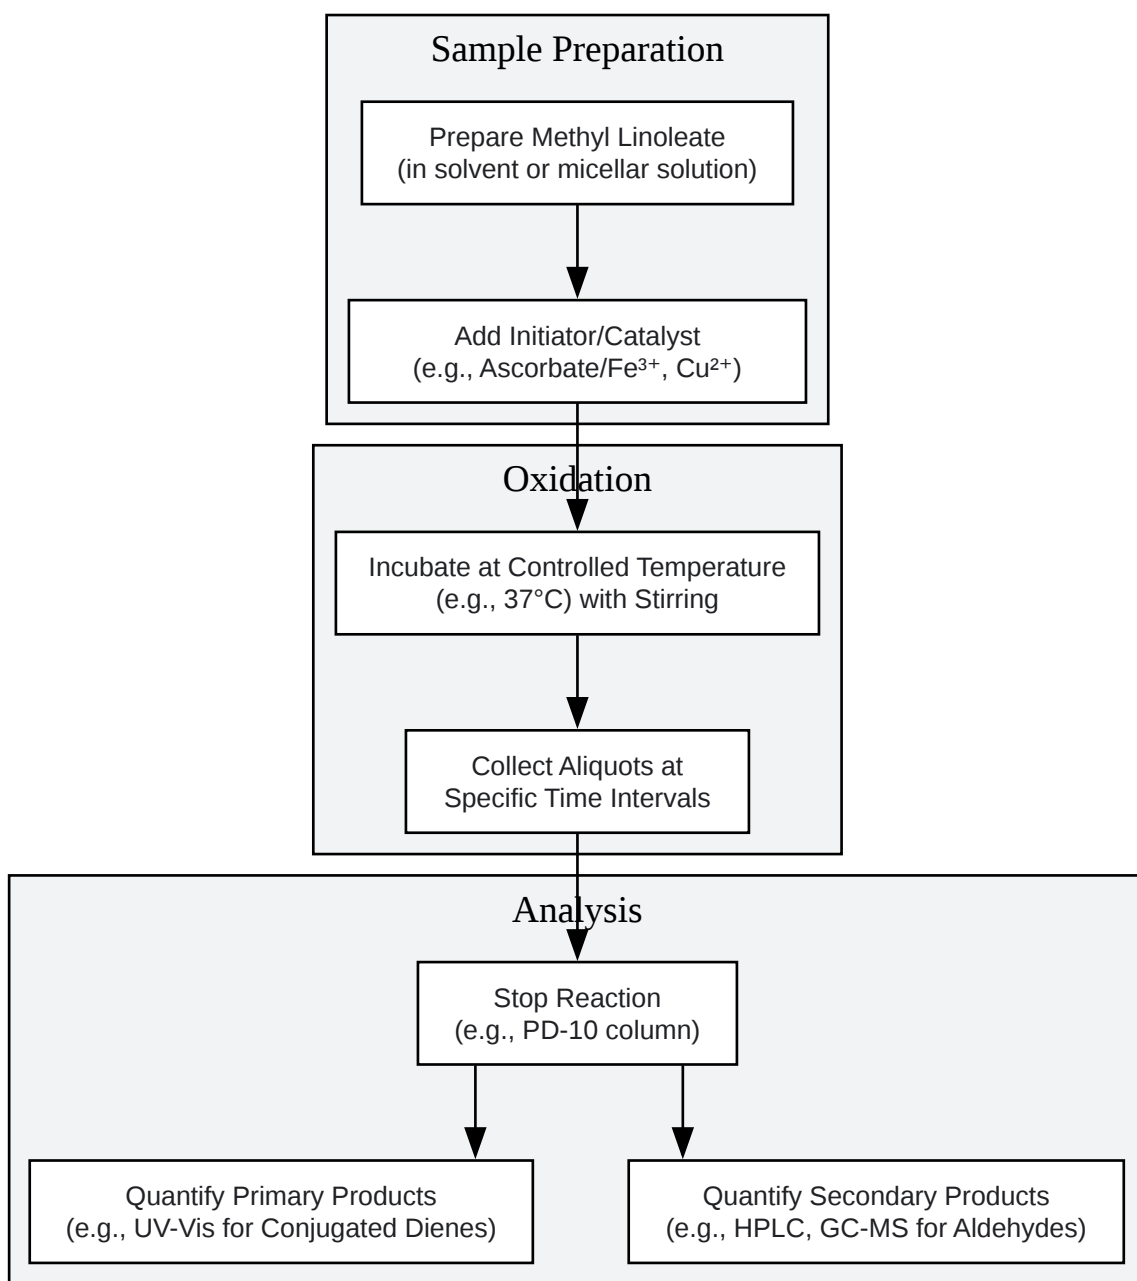 Sample Preparation
Prepare Methyl Linoleate
(in solvent or micellar solution)
Add Initiator/Catalyst
(e.g., Ascorbate/Fe³⁺, Cu²⁺)
Oxidation
Incubate at Controlled Temperature
(e.g., 37°C) with Stirring
Collect Aliquots at
Specific Time Intervals
Analysis
Stop Reaction
(e.g., PD-10 column)
Quantify Primary Products
(e.g., UV-Vis for Conjugated Dienes)
Quantify Secondary Products
(e.g., HPLC, GC-MS for Aldehydes)